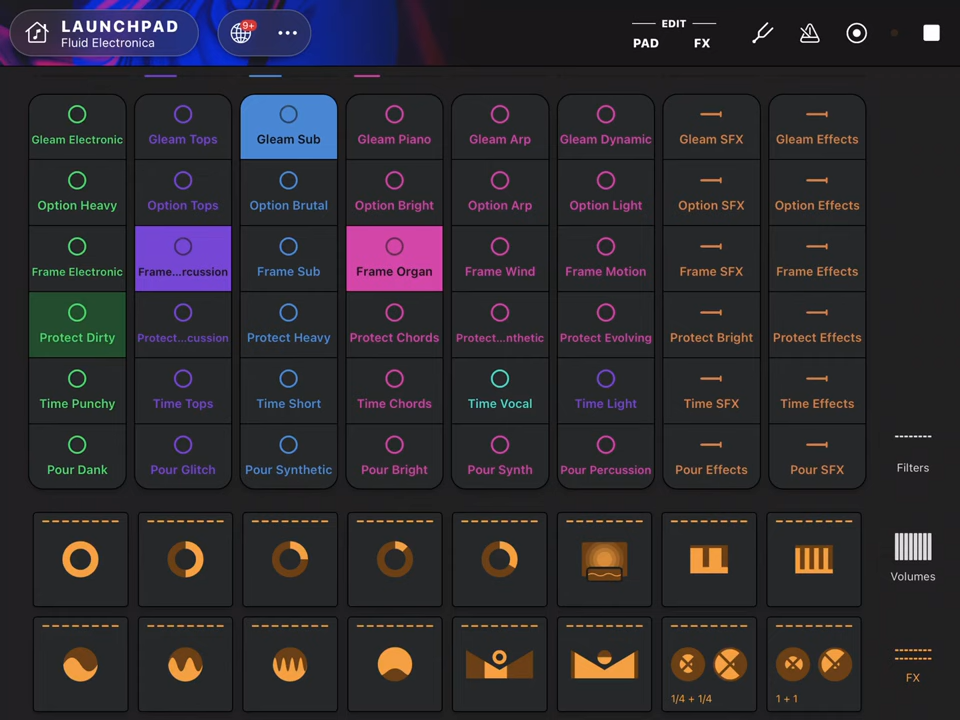 LAUNCHPAD
Fluid Electronica
9+
EDIT
PAD FX
Gleam Electronic Gleam Tops Gleam Sub Gleam Piano Gleam Arp Gleam Dynamic Gleam SFX Gleam Effects
Option Heavy Option Tops Option Brutal Option Bright Option Arp Option Light Option SFX Option Effects
Frame Electronic Frame...rcussion Frame Sub Frame Organ Frame Wind Frame Motion Frame SFX Frame Effects
Protect Dirty Protect...cussion Protect Heavy Protect Chords Protect...nthetic Protect Evolving Protect Bright Protect Effects
Time Punchy Time Tops Time Short Time Chords Time Vocal Time Light Time SFX Time Effects
Pour Dank Pour Glitch Pour Synthetic Pour Bright Pour Synth Pour Percussion Pour Effects Pour SFX
Filters
Volumes
FX
1/4 + 1/4 1 + 1